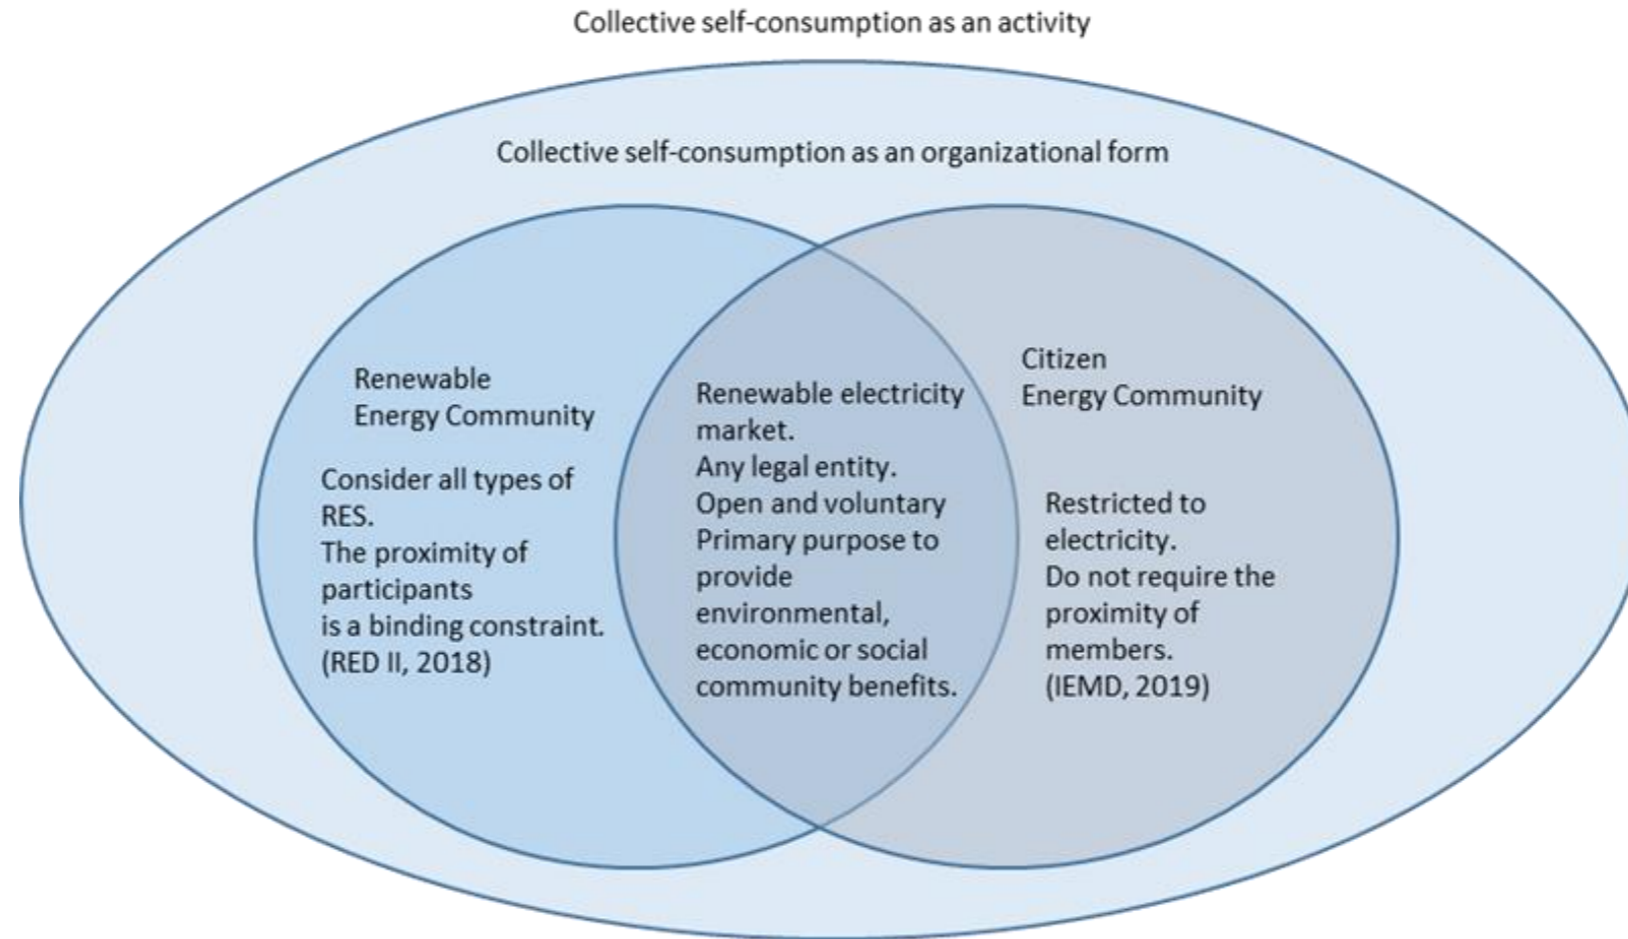 Collective self-consumption as an activity
Collective self-consumption as an organizational form
Renewable
Energy Community
Consider all types of
RES.
The proximity of
participants
is a binding constraint.
(RED II, 2018)
Renewable electricity
market.
Any legal entity.
Open and voluntary
Primary purpose to
provide
environmental,
economic or social
community benefits.
Citizen
Energy Community
Restricted to
electricity.
Do not require the
proximity of
members.
(IEMD, 2019)